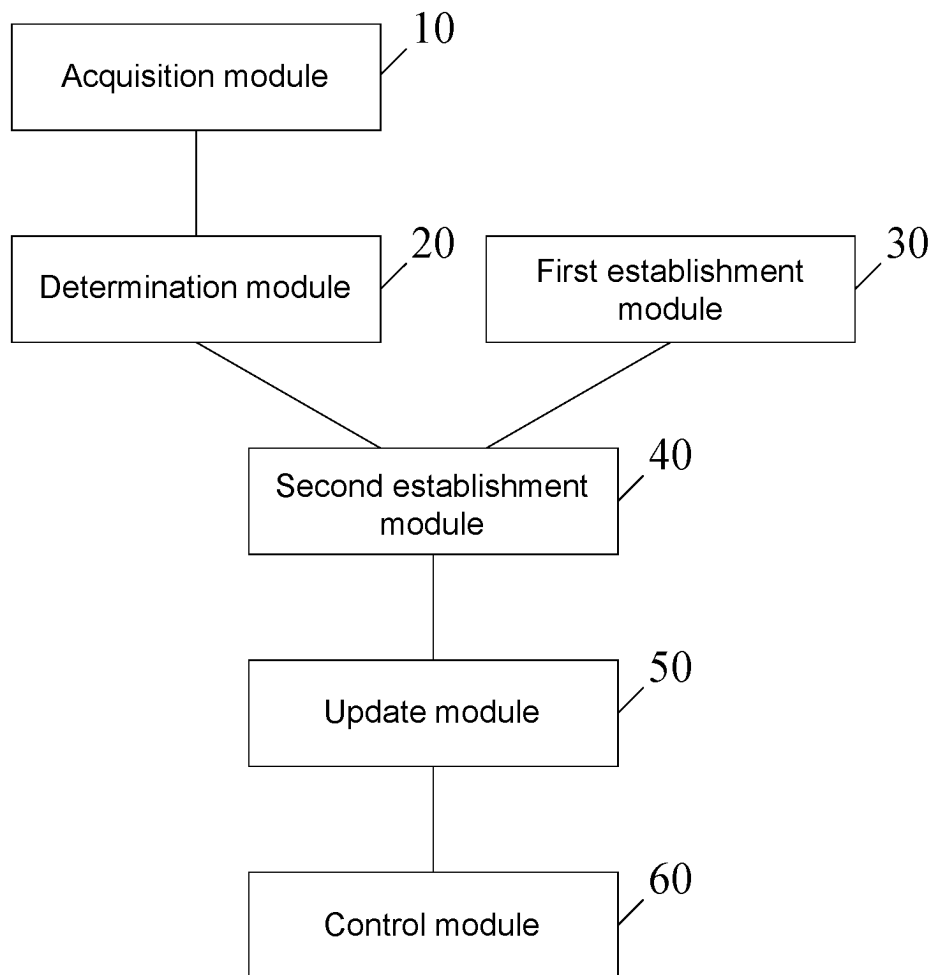 10
Acquisition module
20
Determination module
30
First establishment
module
40
Second establishment
module
50
Update module
60
Control module